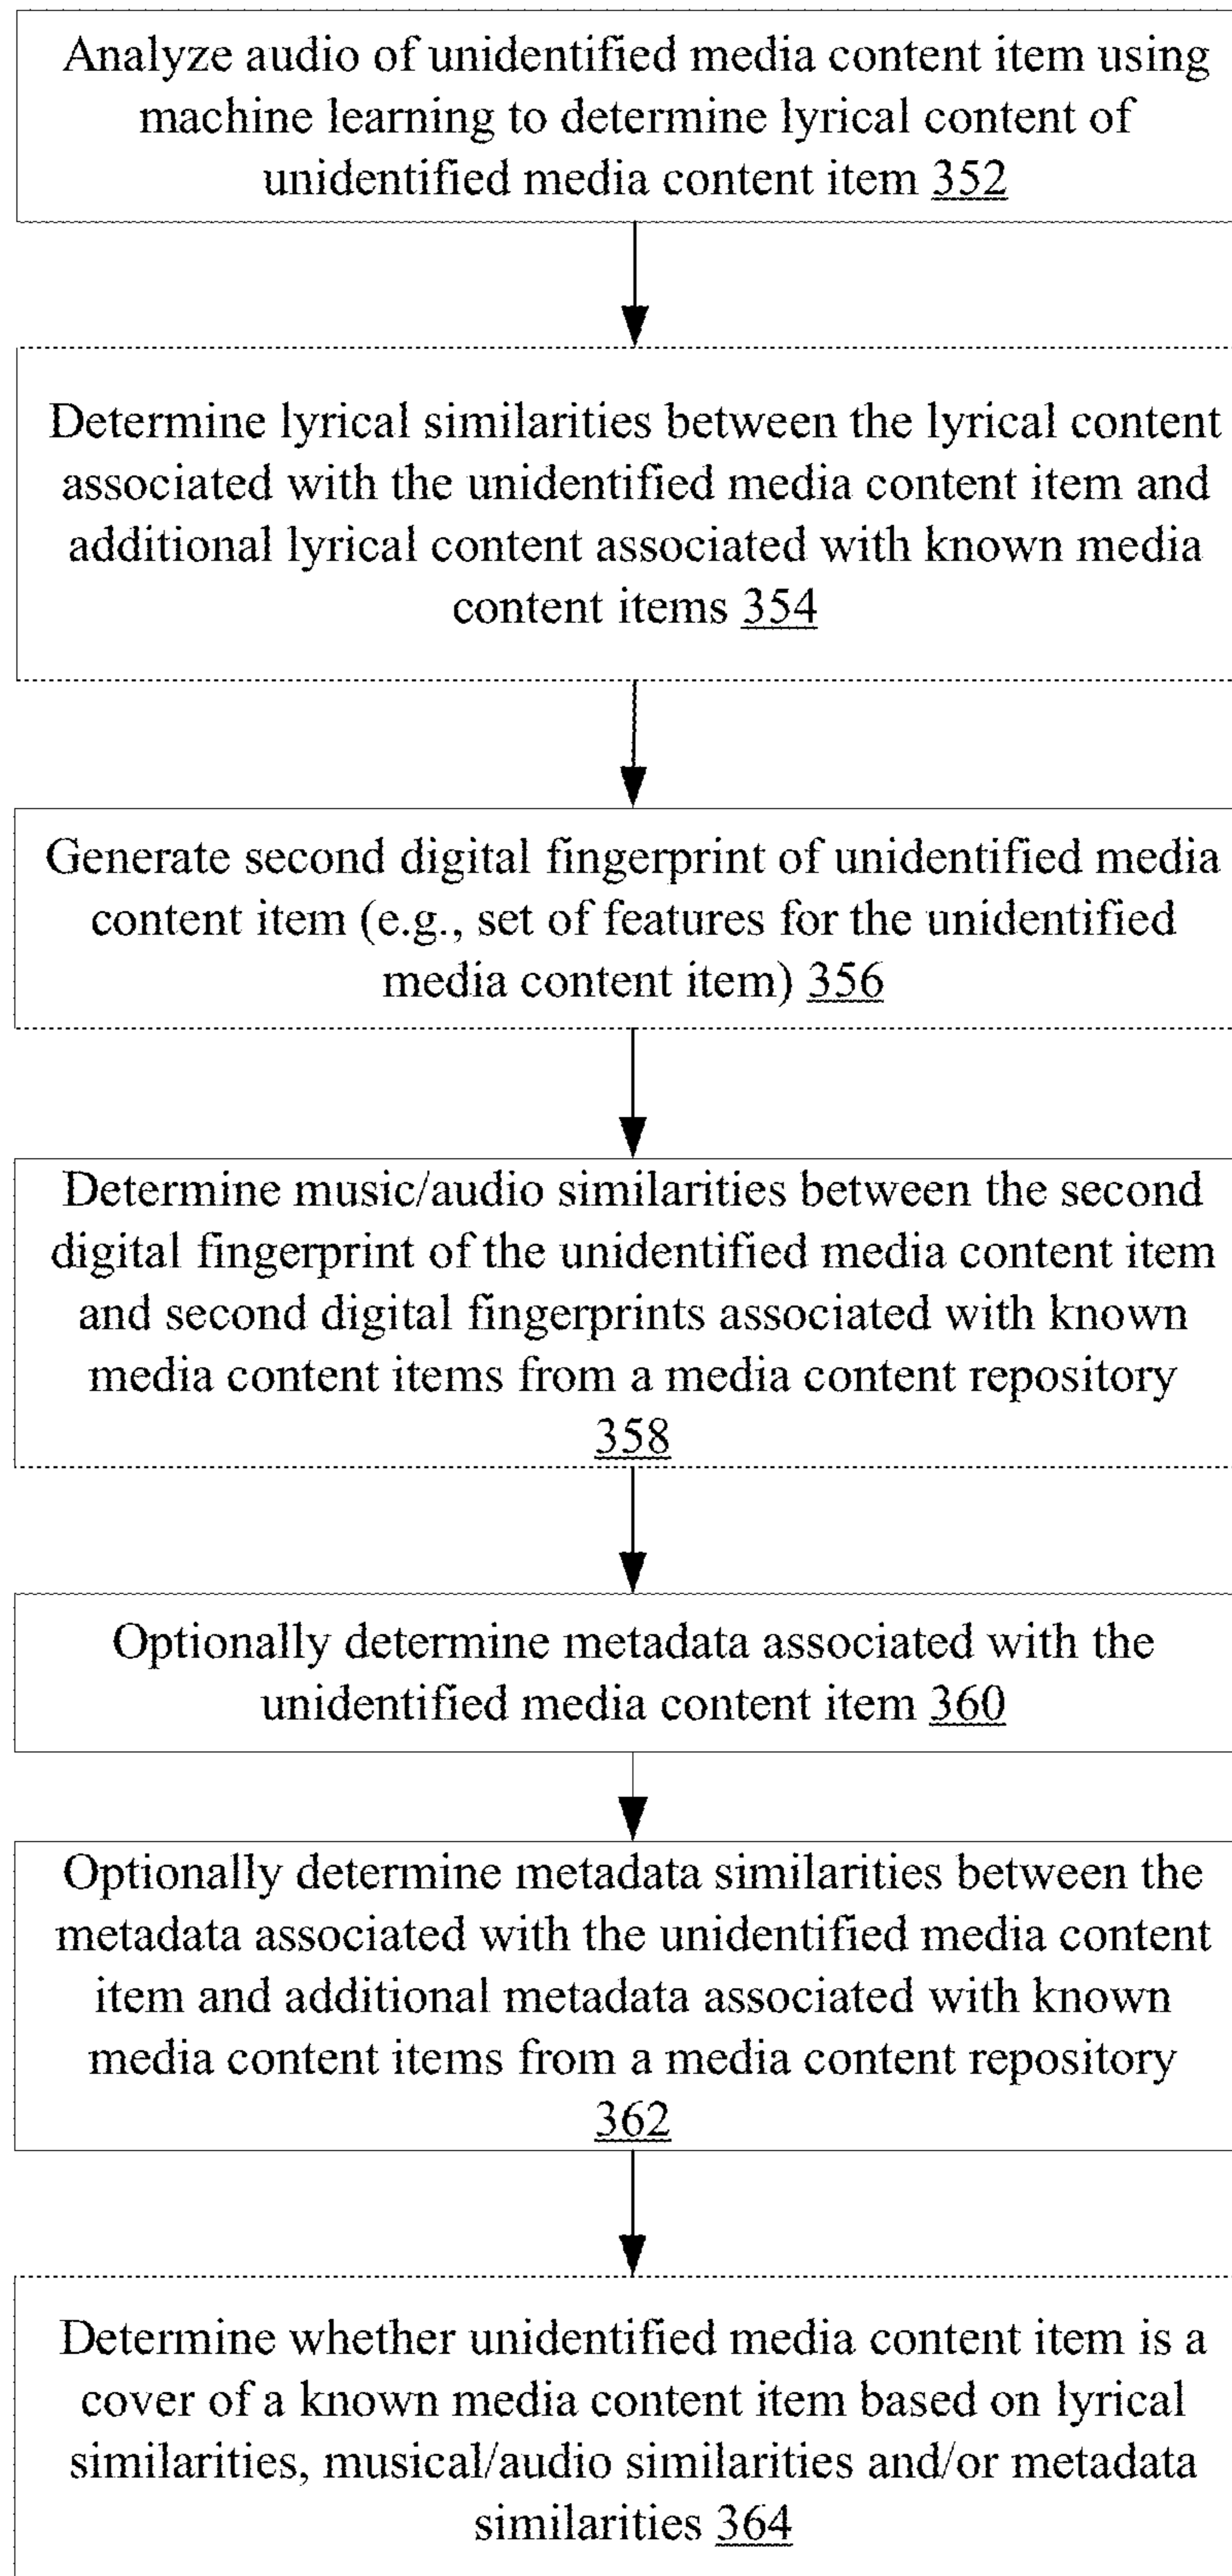 Analyze audio of unidentified media content item using
machine learning to determine lyrical content of
unidentified media content item 352
Determine lyrical similarities between the lyrical content
associated with the unidentified media content item and
additional lyrical content associated with known media
content items 354
Generate second digital fingerprint of unidentified media
content item (e.g., set of features for the unidentified
media content item) 356
Determine music/audio similarities between the second
digital fingerprint of the unidentified media content item
and second digital fingerprints associated with known
media content items from a media content repository
358
Optionally determine metadata associated with the
unidentified media content item 360
Optionally determine metadata similarities between the
metadata associated with the unidentified media content
item and additional metadata associated with known
media content items from a media content repository
362
Determine whether unidentified media content item is a
cover of a known media content item based on lyrical
similarities, musical/audio similarities and/or metadata
similarities 364